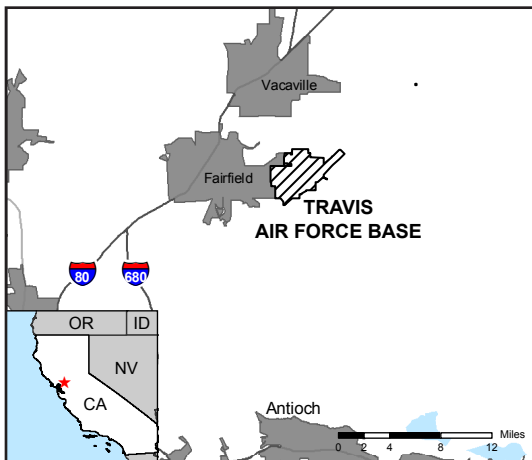 Vacaville
Fairfield
TRAVIS
AIR FORCE BASE
80
680
OR
ID
NV
CA
Antioch
Miles
0 2 4 8 12